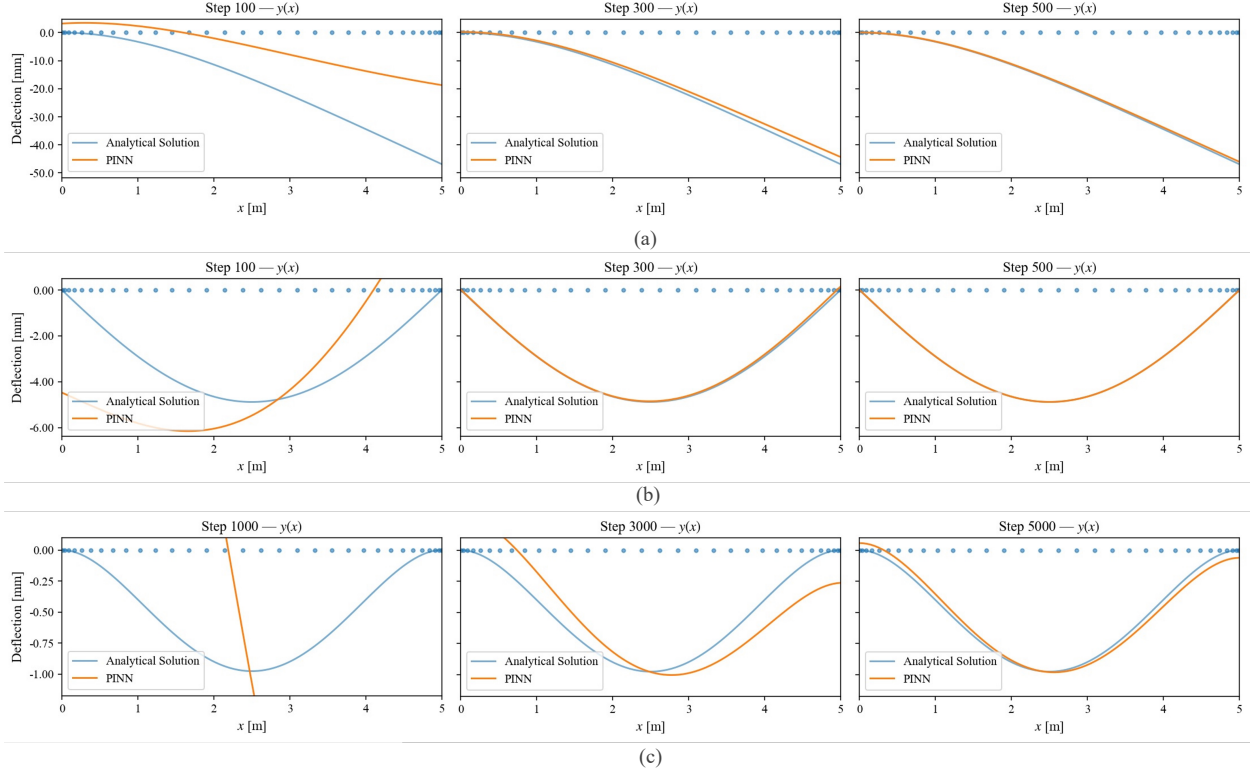 Step 100 — y(x)
Step 300 — y(x)
Step 500 — y(x)
Deflection [mm]
0.0
-10.0
-20.0
-30.0
-40.0
-50.0
Analytical Solution
PINN
Analytical Solution
PINN
Analytical Solution
PINN
0 1 2 3 4 5
0 1 2 3 4 5
0 1 2 3 4 5
x [m]
x [m]
x [m]
(a)
Step 100 — y(x)
Step 300 — y(x)
Step 500 — y(x)
Deflection [mm]
0.00
-2.00
-4.00
-6.00
Analytical Solution
PINN
Analytical Solution
PINN
Analytical Solution
PINN
0 1 2 3 4 5
0 1 2 3 4 5
0 1 2 3 4 5
x [m]
x [m]
x [m]
(b)
Step 1000 — y(x)
Step 3000 — y(x)
Step 5000 — y(x)
Deflection [mm]
0.00
-0.25
-0.50
-0.75
-1.00
Analytical Solution
PINN
Analytical Solution
PINN
Analytical Solution
PINN
0 1 2 3 4 5
0 1 2 3 4 5
0 1 2 3 4 5
x [m]
x [m]
x [m]
(c)